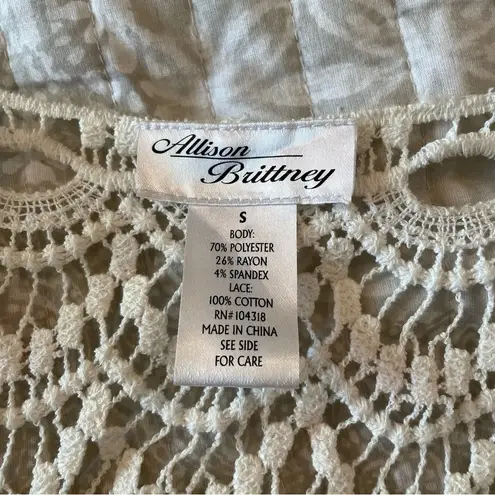 Allison
Brittney
S
BODY:
70% POLYESTER
26% RAYON
4% SPANDEX
LACE:
100% COTTON
RN# 104318
MADE IN CHINA
SEE SIDE
FOR CARE